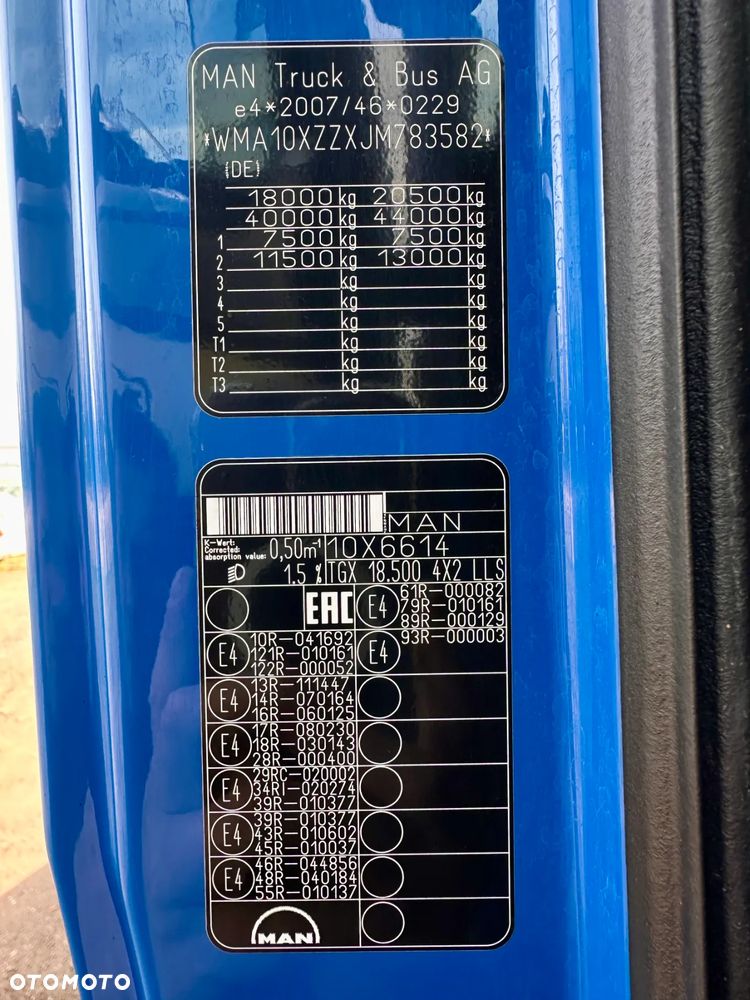 MAN Truck & Bus AG
e4*2007/46*0229
*WMA10XZZXJM783582*
(DE)
18000 kg 20500 kg
40000 kg 44000 kg
1 7500 kg 7500 kg
2 11500 kg 13000 kg
3 kg kg
4 kg kg
5 kg kg
T1 kg kg
T2 kg kg
T3 kg kg
MAN
K-Wert:
Corrected
absorption value: 0,50m⁻¹ 10X6614
1.5 % TGX 18.500 4X2 LLS
EAC E4 61R-000082
79R-010161
89R-000129
E4 10R-041692
121R-010161
122R-000052
E4 93R-000003
E4 13R-111447
14R-070164
16R-060125
E4 17R-080230
18R-030143
28R-000400
E4 29RC-020002
34RI-020274
39R-010377
E4 39R-010377
43R-010602
45R-010037
E4 46R-044856
48R-040184
55R-010137
MAN
OTOMOTO